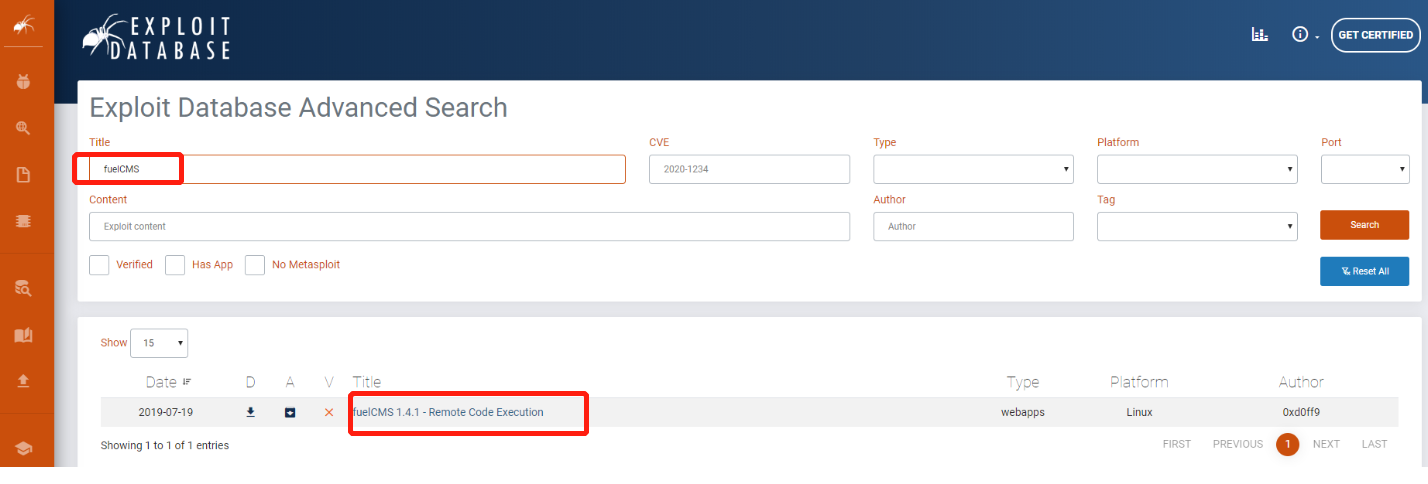 EXPLOIT
DATABASE
GET CERTIFIED
Exploit Database Advanced Search
Title CVE Type Platform Port
fuelCMS 2020-1234
Content Author Tag
Exploit content Author Search
Verified Has App No Metasploit Reset All
Show 15
Date D A V Title Type Platform Author
2019-07-19 fuelCMS 1.4.1 - Remote Code Execution webapps Linux 0xd0ff9
Showing 1 to 1 of 1 entries FIRST PREVIOUS 1 NEXT LAST